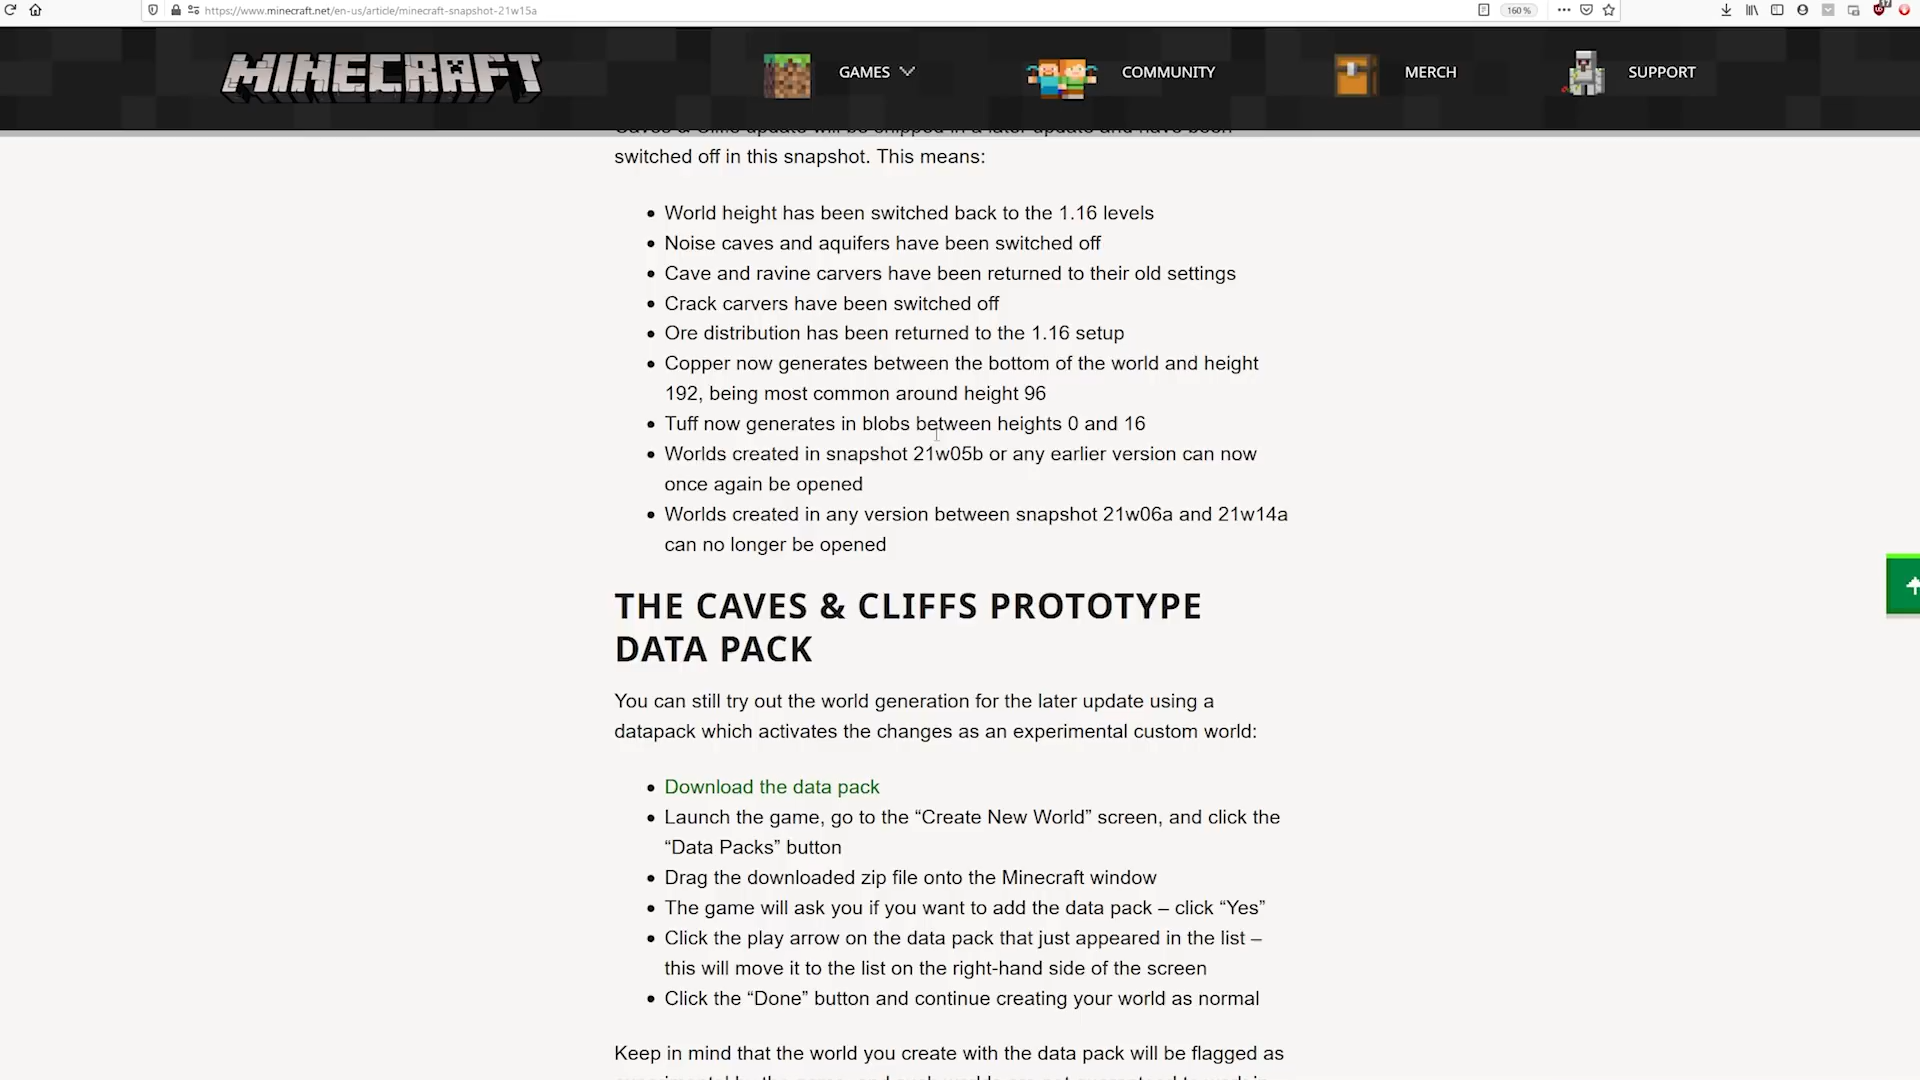 https://www.minecraft.net/en-us/article/minecraft-snapshot-21w15a
160 %
MINECRAFT
GAMES
COMMUNITY
MERCH
SUPPORT
Caves & Cliffs update will be shipped in a later update and have been
switched off in this snapshot. This means:
World height has been switched back to the 1.16 levels
Noise caves and aquifers have been switched off
Cave and ravine carvers have been returned to their old settings
Crack carvers have been switched off
Ore distribution has been returned to the 1.16 setup
Copper now generates between the bottom of the world and height
192, being most common around height 96
Tuff now generates in blobs between heights 0 and 16
Worlds created in snapshot 21w05b or any earlier version can now
once again be opened
Worlds created in any version between snapshot 21w06a and 21w14a
can no longer be opened
THE CAVES & CLIFFS PROTOTYPE
DATA PACK
You can still try out the world generation for the later update using a
datapack which activates the changes as an experimental custom world:
Download the data pack
Launch the game, go to the “Create New World” screen, and click the
“Data Packs” button
Drag the downloaded zip file onto the Minecraft window
The game will ask you if you want to add the data pack – click “Yes”
Click the play arrow on the data pack that just appeared in the list –
this will move it to the list on the right-hand side of the screen
Click the “Done” button and continue creating your world as normal
Keep in mind that the world you create with the data pack will be flagged as